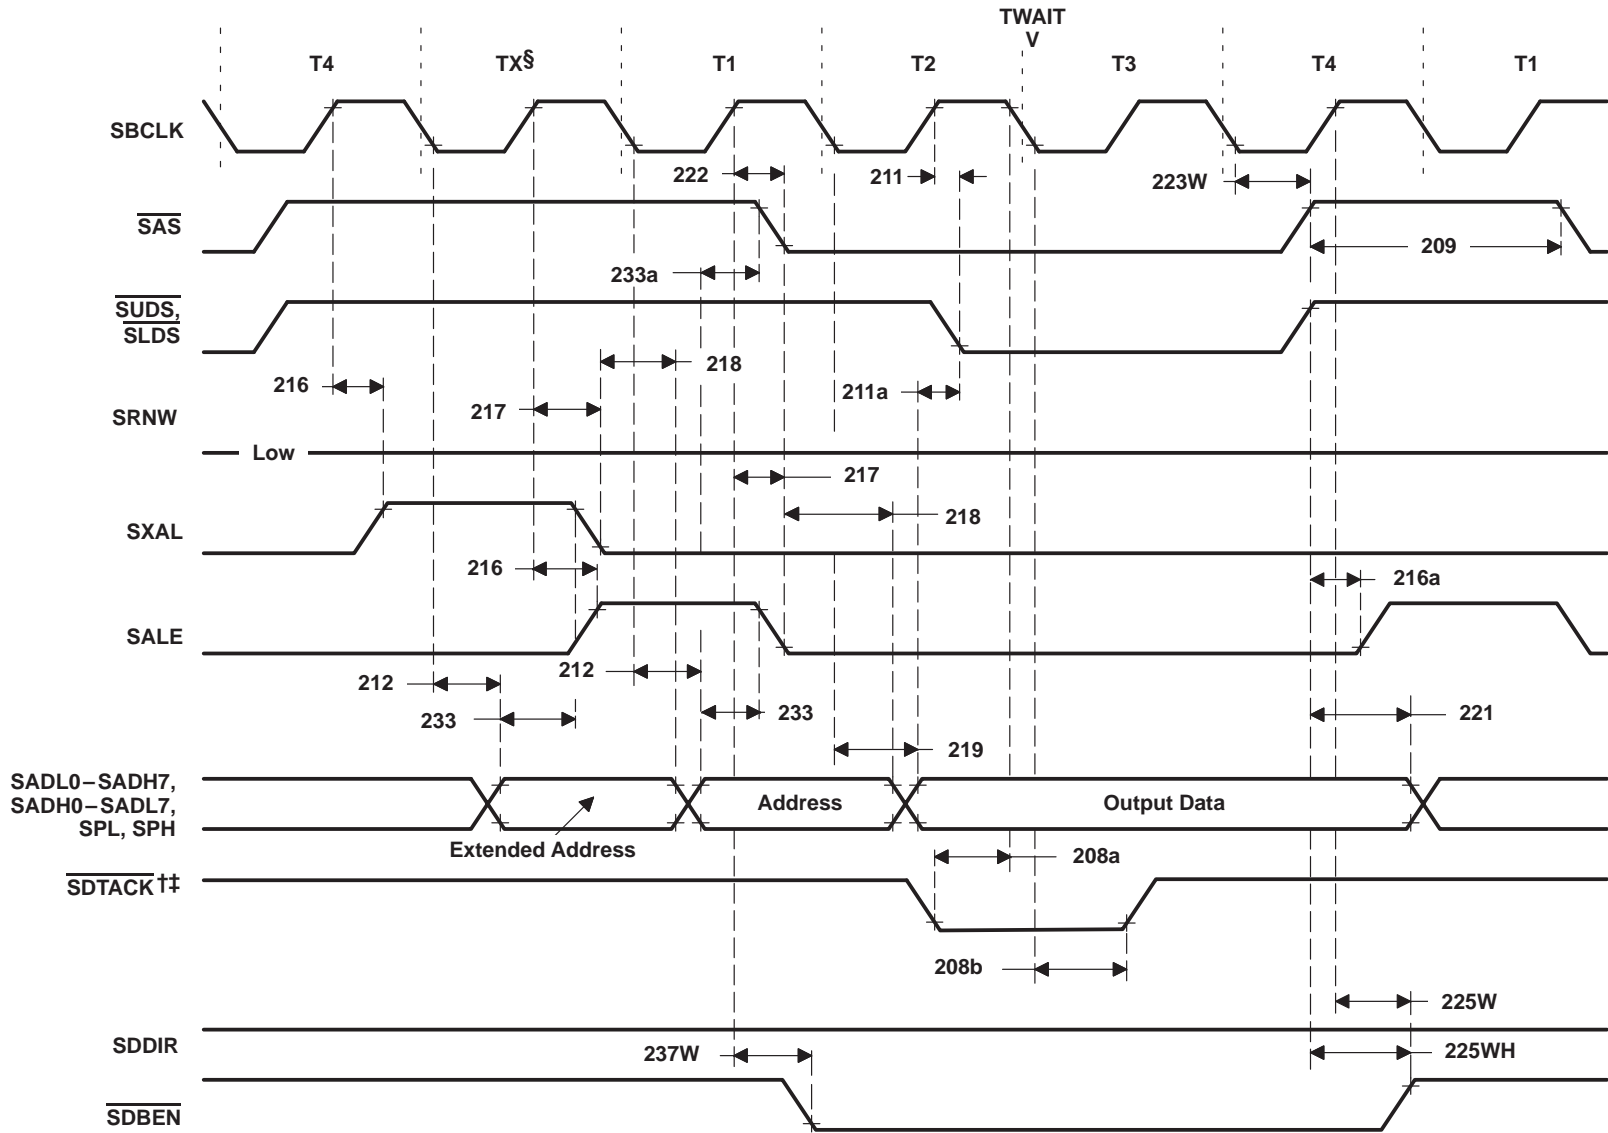 TWAIT
V
T4 TX§ T1 T2 T3 T4 T1
SBCLK
222 211 223W
SAS
233a 209
SUDS,
SLDS
218
216 217 211a
SRNW
Low
217
218
SXAL
216 216a
SALE
212 212
233 233 221
219
SADL0–SADH7,
SADH0–SADL7,
SPL, SPH
Address Output Data
Extended Address
208a
SDTACK†‡
208b
225W
SDDIR
237W 225WH
SDBEN